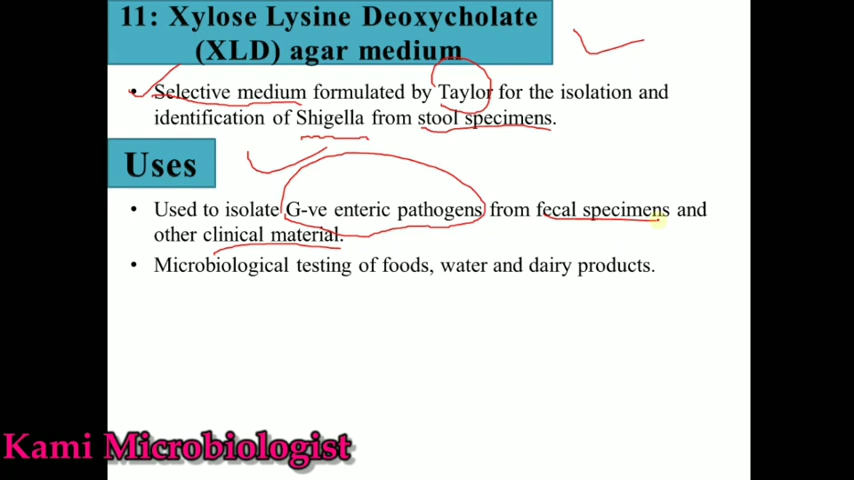 11: Xylose Lysine Deoxycholate
(XLD) agar medium
• Selective medium formulated by Taylor for the isolation and
identification of Shigella from stool specimens.
Uses
• Used to isolate G-ve enteric pathogens from fecal specimens and
other clinical material.
• Microbiological testing of foods, water and dairy products.
Kami Microbiologist